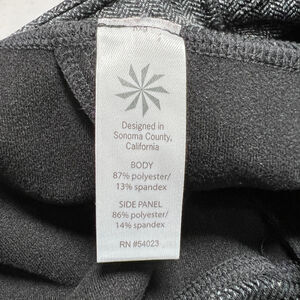 Designed in
Sonoma County,
California
BODY
87% polyester/
13% spandex
SIDE PANEL
86% polyester/
14% spandex
RN #54023